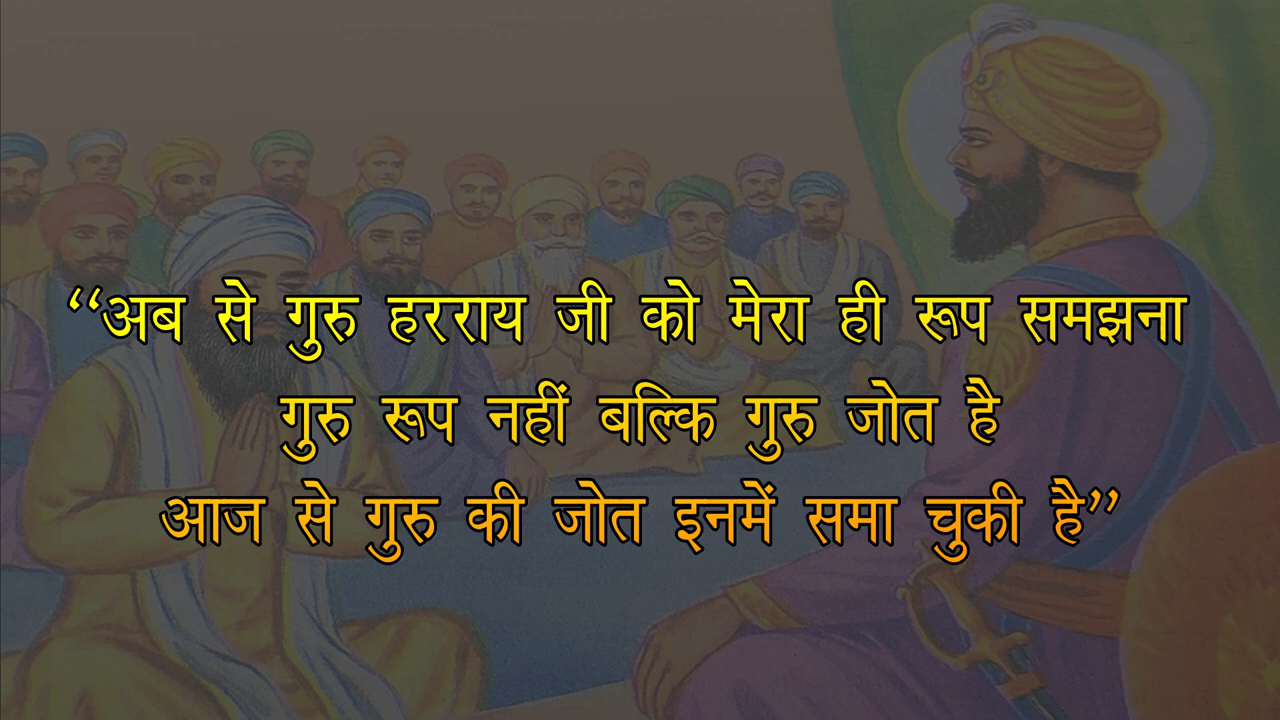 “अब से गुरु हरराय जी को मेरा ही रूप समझना
गुरु रूप नहीं बल्कि गुरु जोत है
आज से गुरु की जोत इनमें समा चुकी है”